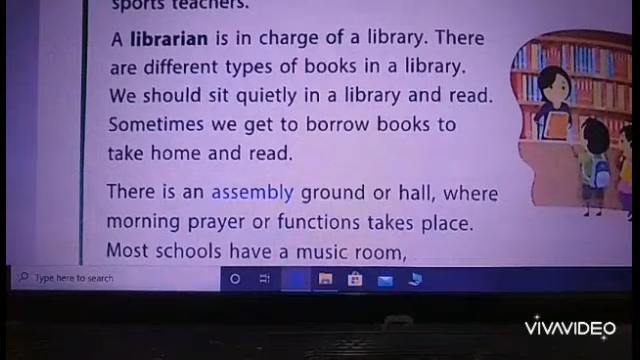 sports teachers.
A librarian is in charge of a library. There
are different types of books in a library.
We should sit quietly in a library and read.
Sometimes we get to borrow books to
take home and read.
There is an assembly ground or hall, where
morning prayer or functions takes place.
Most schools have a music room,
Type here to search
VIVAVIDEO